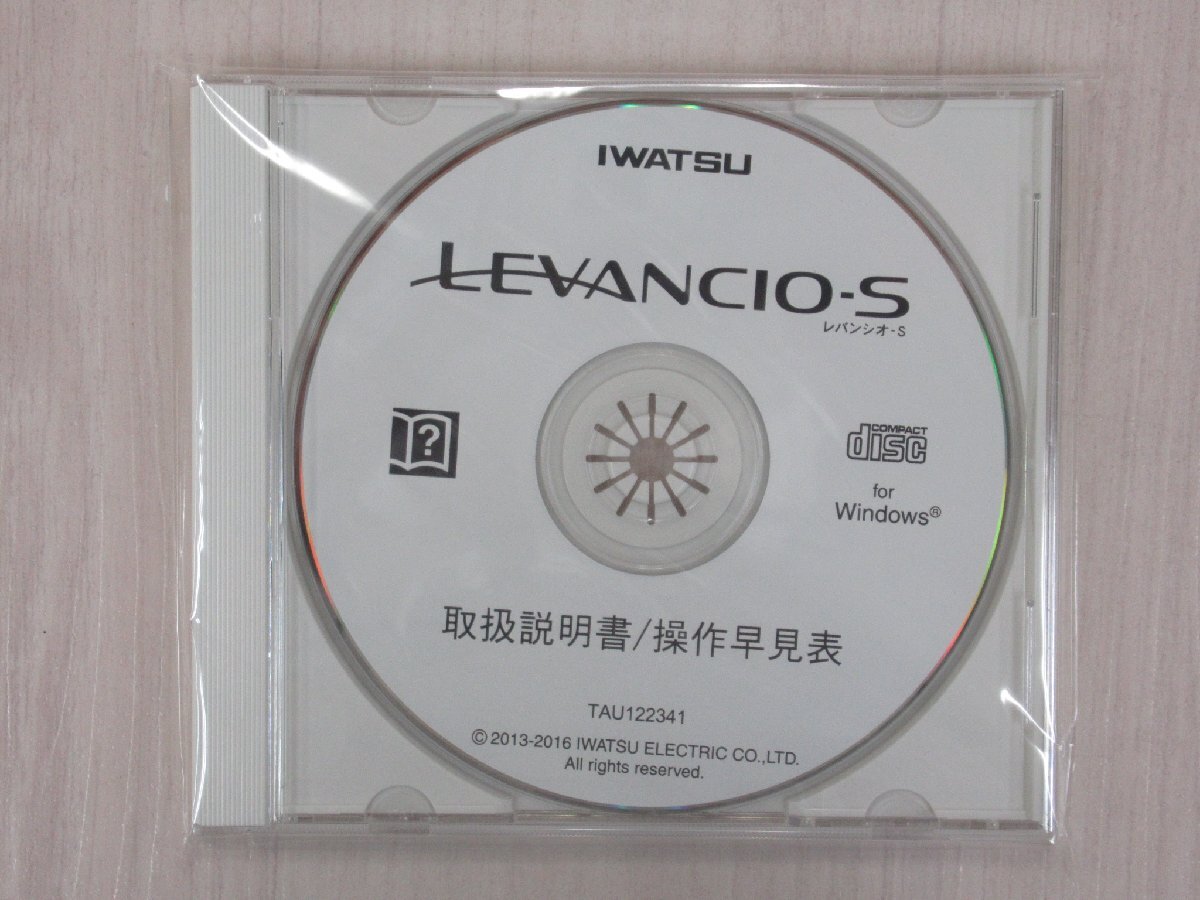 IWATSU
LEVANCIO-S
レバンシオ-S
?
COMPACT
disc
for
Windows®
取扱説明書/操作早見表
TAU122341
© 2013-2016 IWATSU ELECTRIC CO.,LTD.
All rights reserved.